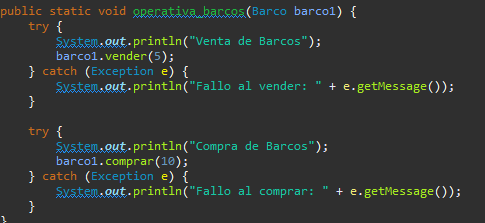 public static void operativa_barcos(Barco barco1) {
    try {
        System.out.println("Venta de Barcos");
        barco1.vender(5);
    } catch (Exception e) {
        System.out.println("Fallo al vender: " + e.getMessage());
    }

    try {
        System.out.println("Compra de Barcos");
        barco1.comprar(10);
    } catch (Exception e) {
        System.out.println("Fallo al comprar: " + e.getMessage());
    }
}